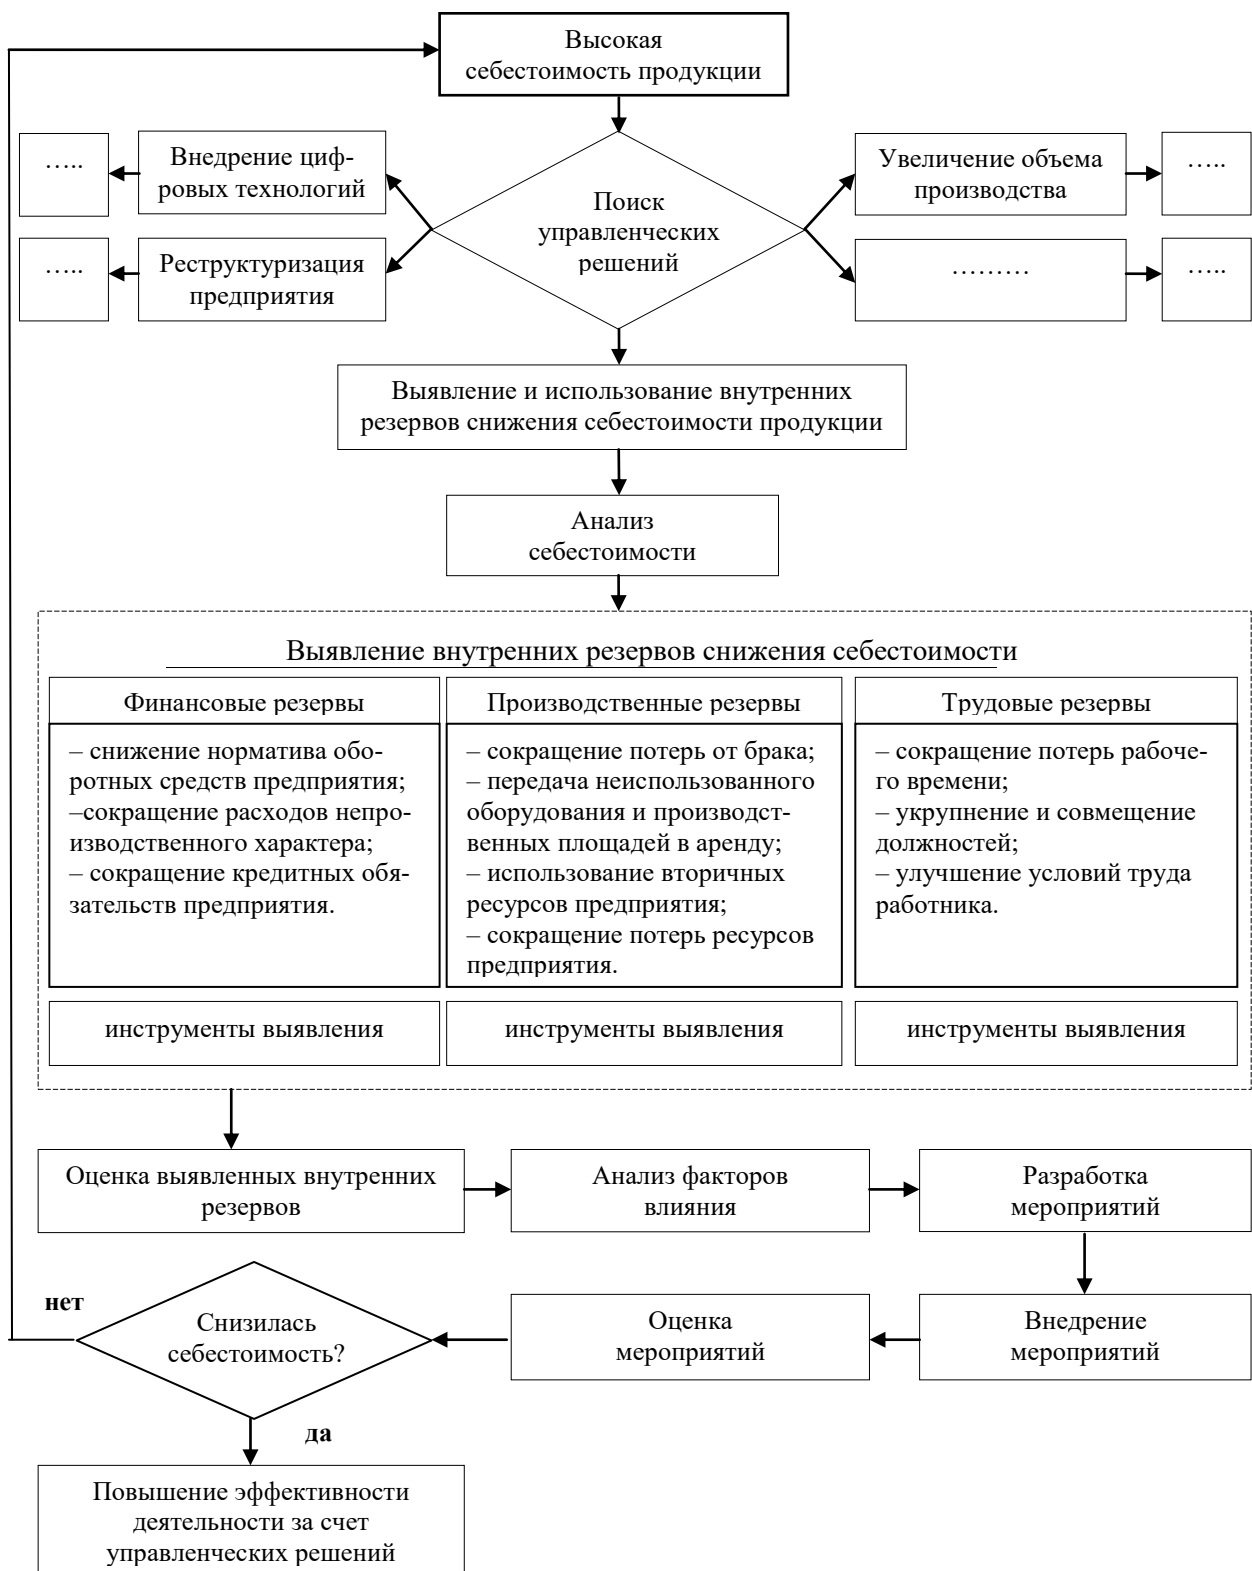 Высокая
себестоимость продукции
…..
Внедрение циф-
ровых технологий
Увеличение объема
производства
…..
Поиск
управленческих
решений
…..
Реструктуризация
предприятия
………
…..
Выявление и использование внутренних
резервов снижения себестоимости продукции
Анализ
себестоимости
Выявление внутренних резервов снижения себестоимости
Финансовые резервы
– снижение норматива обо-
ротных средств предприятия;
–сокращение расходов непро-
изводственного характера;
– сокращение кредитных обя-
зательств предприятия.
инструменты выявления
Производственные резервы
– сокращение потерь от брака;
– передача неиспользованного
оборудования и производст-
венных площадей в аренду;
– использование вторичных
ресурсов предприятия;
– сокращение потерь ресурсов
предприятия.
инструменты выявления
Трудовые резервы
– сокращение потерь рабоче-
го времени;
– укрупнение и совмещение
должностей;
– улучшение условий труда
работника.
инструменты выявления
Оценка выявленных внутренних
резервов
Анализ факторов
влияния
Разработка
мероприятий
Внедрение
мероприятий
Оценка
мероприятий
Снизилась
себестоимость?
нет
да
Повышение эффективности
деятельности за счет
управленческих решений